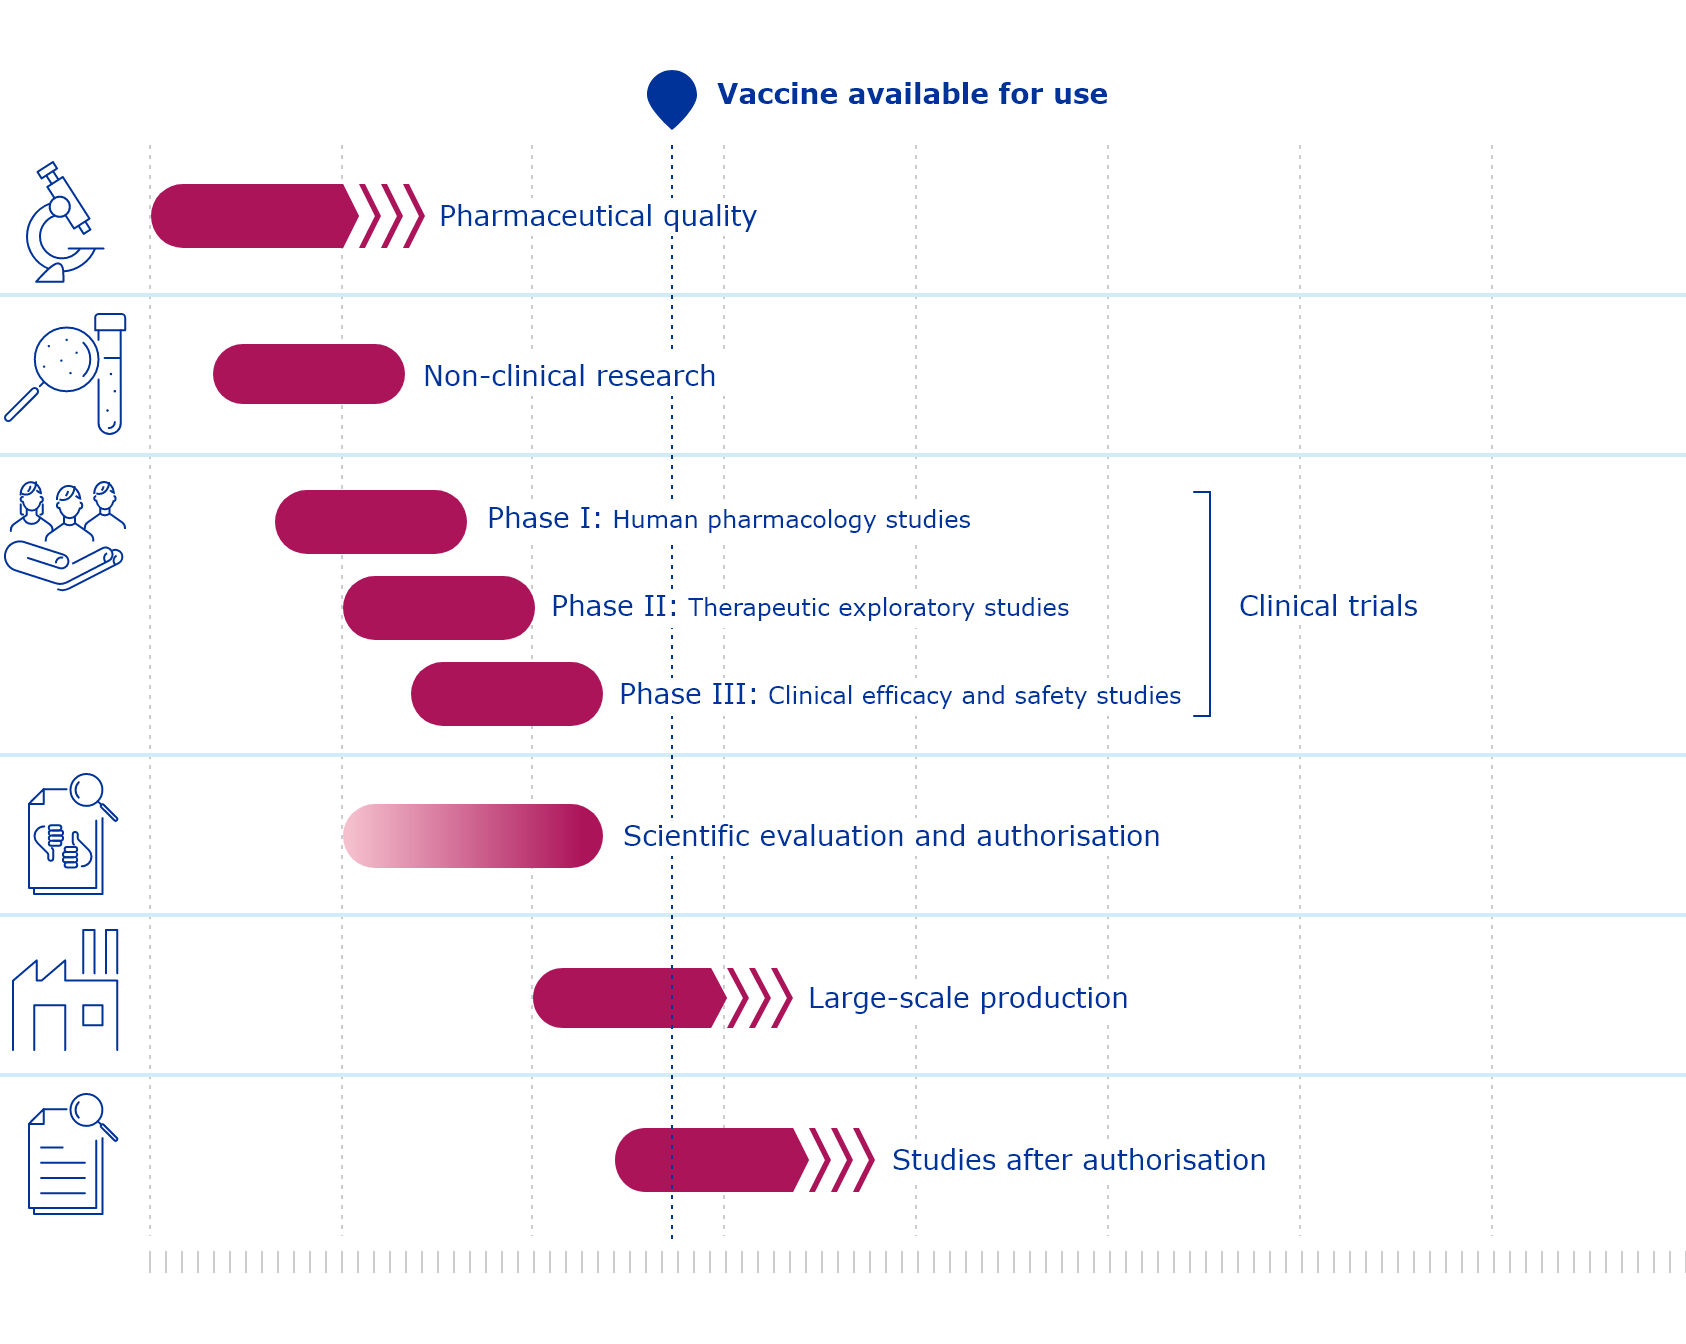 Vaccine available for use
Pharmaceutical quality
Non-clinical research
Phase I: Human pharmacology studies
Phase II: Therapeutic exploratory studies
Clinical trials
Phase III: Clinical efficacy and safety studies
Scientific evaluation and authorisation
Large-scale production
Studies after authorisation